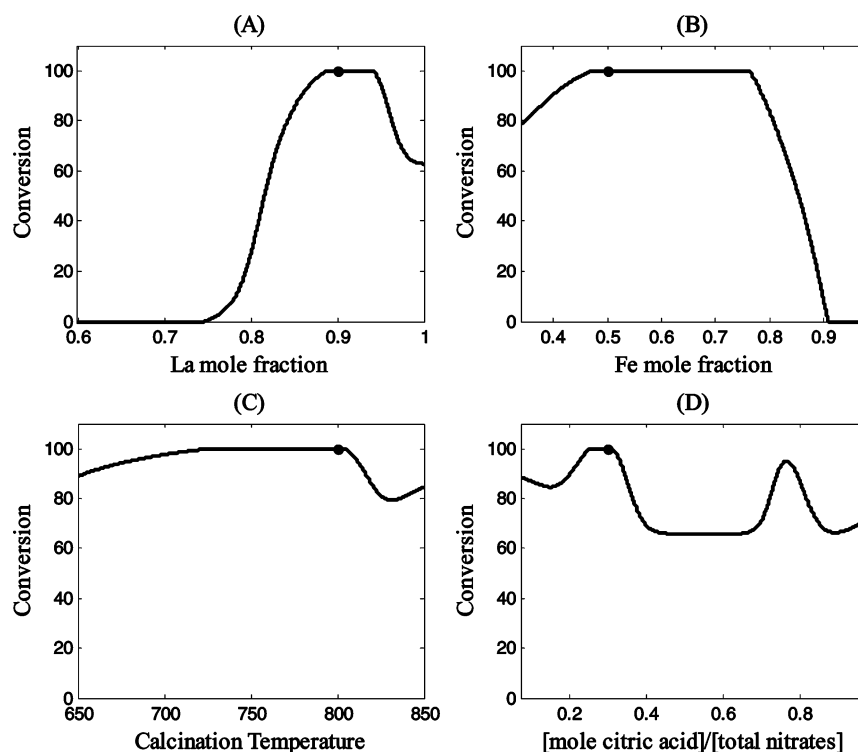 (A)
Conversion
100
80
60
40
20
0
0.6 0.7 0.8 0.9 1
La mole fraction
(B)
Conversion
100
80
60
40
20
0
0.4 0.5 0.6 0.7 0.8 0.9
Fe mole fraction
(C)
Conversion
100
80
60
40
20
0
650 700 750 800 850
Calcination Temperature
(D)
Conversion
100
80
60
40
20
0
0.2 0.4 0.6 0.8
[mole citric acid]/[total nitrates]